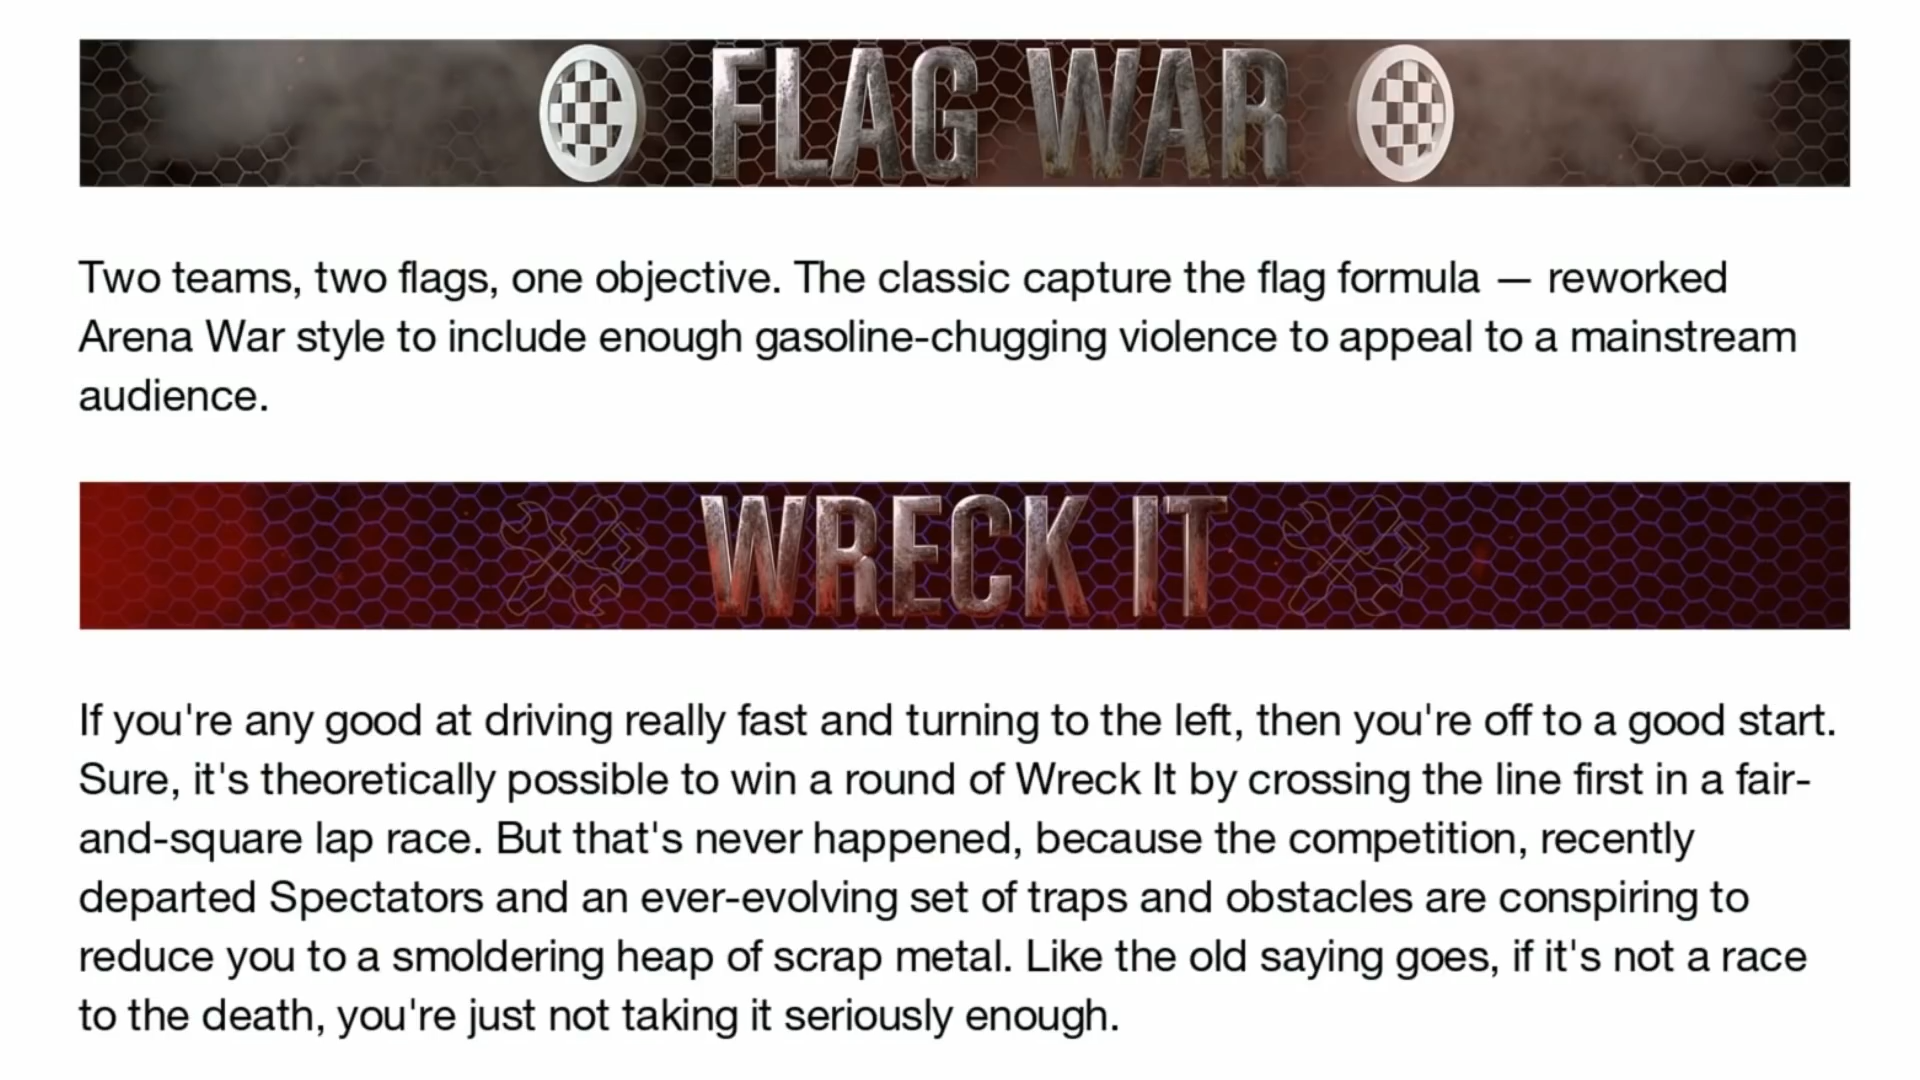 FLAG WAR
Two teams, two flags, one objective. The classic capture the flag formula — reworked
Arena War style to include enough gasoline-chugging violence to appeal to a mainstream
audience.
WRECK IT
If you're any good at driving really fast and turning to the left, then you're off to a good start.
Sure, it's theoretically possible to win a round of Wreck It by crossing the line first in a fair-
and-square lap race. But that's never happened, because the competition, recently
departed Spectators and an ever-evolving set of traps and obstacles are conspiring to
reduce you to a smoldering heap of scrap metal. Like the old saying goes, if it's not a race
to the death, you're just not taking it seriously enough.